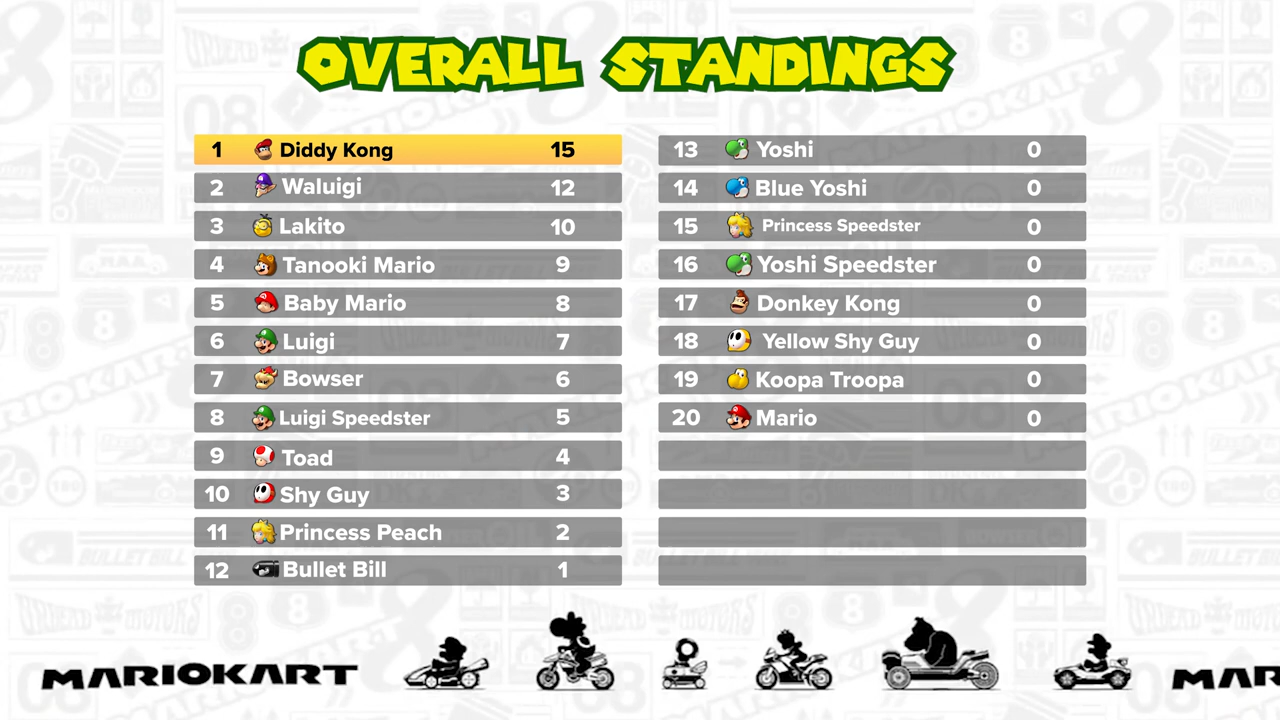 OVERALL STANDINGS
1 Diddy Kong 15
2 Waluigi 12
3 Lakito 10
4 Tanooki Mario 9
5 Baby Mario 8
6 Luigi 7
7 Bowser 6
8 Luigi Speedster 5
9 Toad 4
10 Shy Guy 3
11 Princess Peach 2
12 Bullet Bill 1
13 Yoshi 0
14 Blue Yoshi 0
15 Princess Speedster 0
16 Yoshi Speedster 0
17 Donkey Kong 0
18 Yellow Shy Guy 0
19 Koopa Troopa 0
20 Mario 0
MARIOKART
MAR